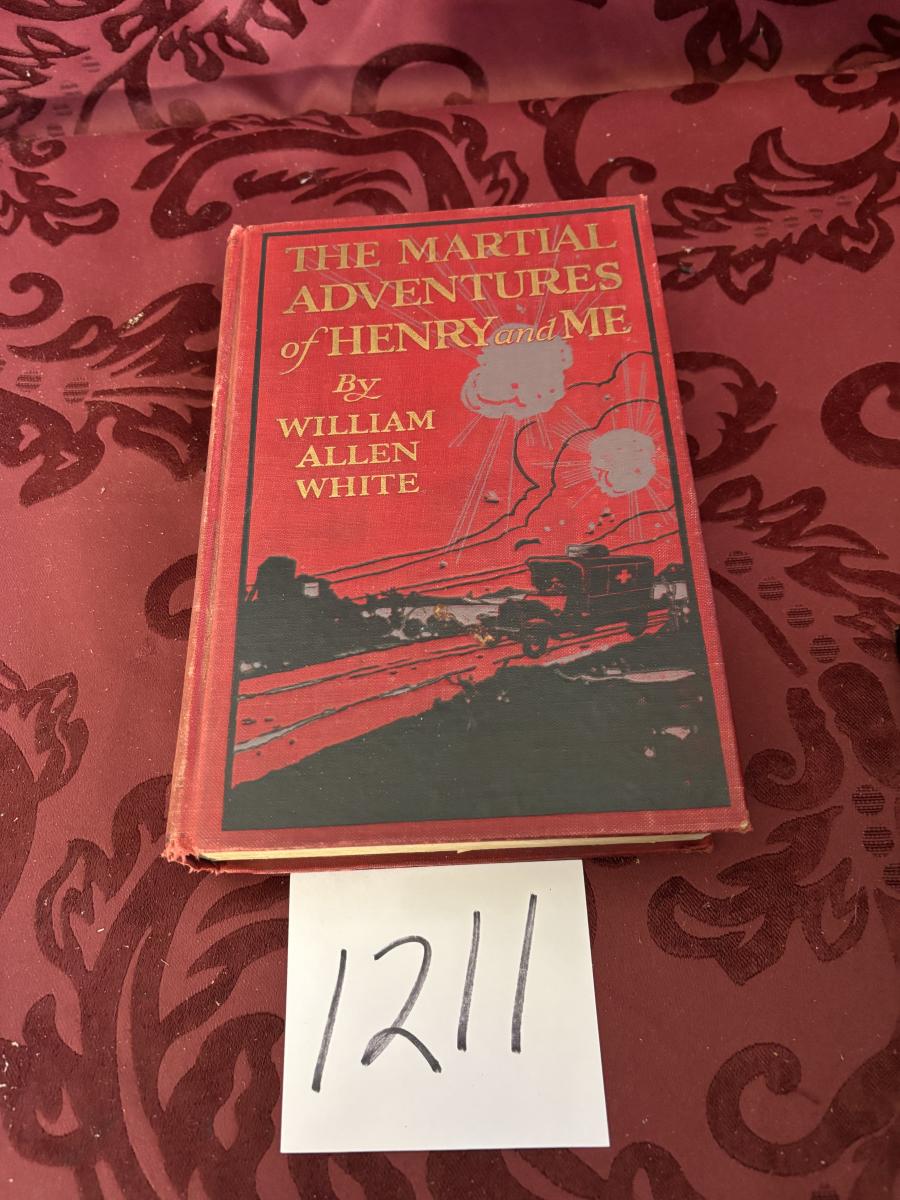 THE MARTIAL
ADVENTURES
of HENRY and ME
By
WILLIAM
ALLEN
WHITE
1211